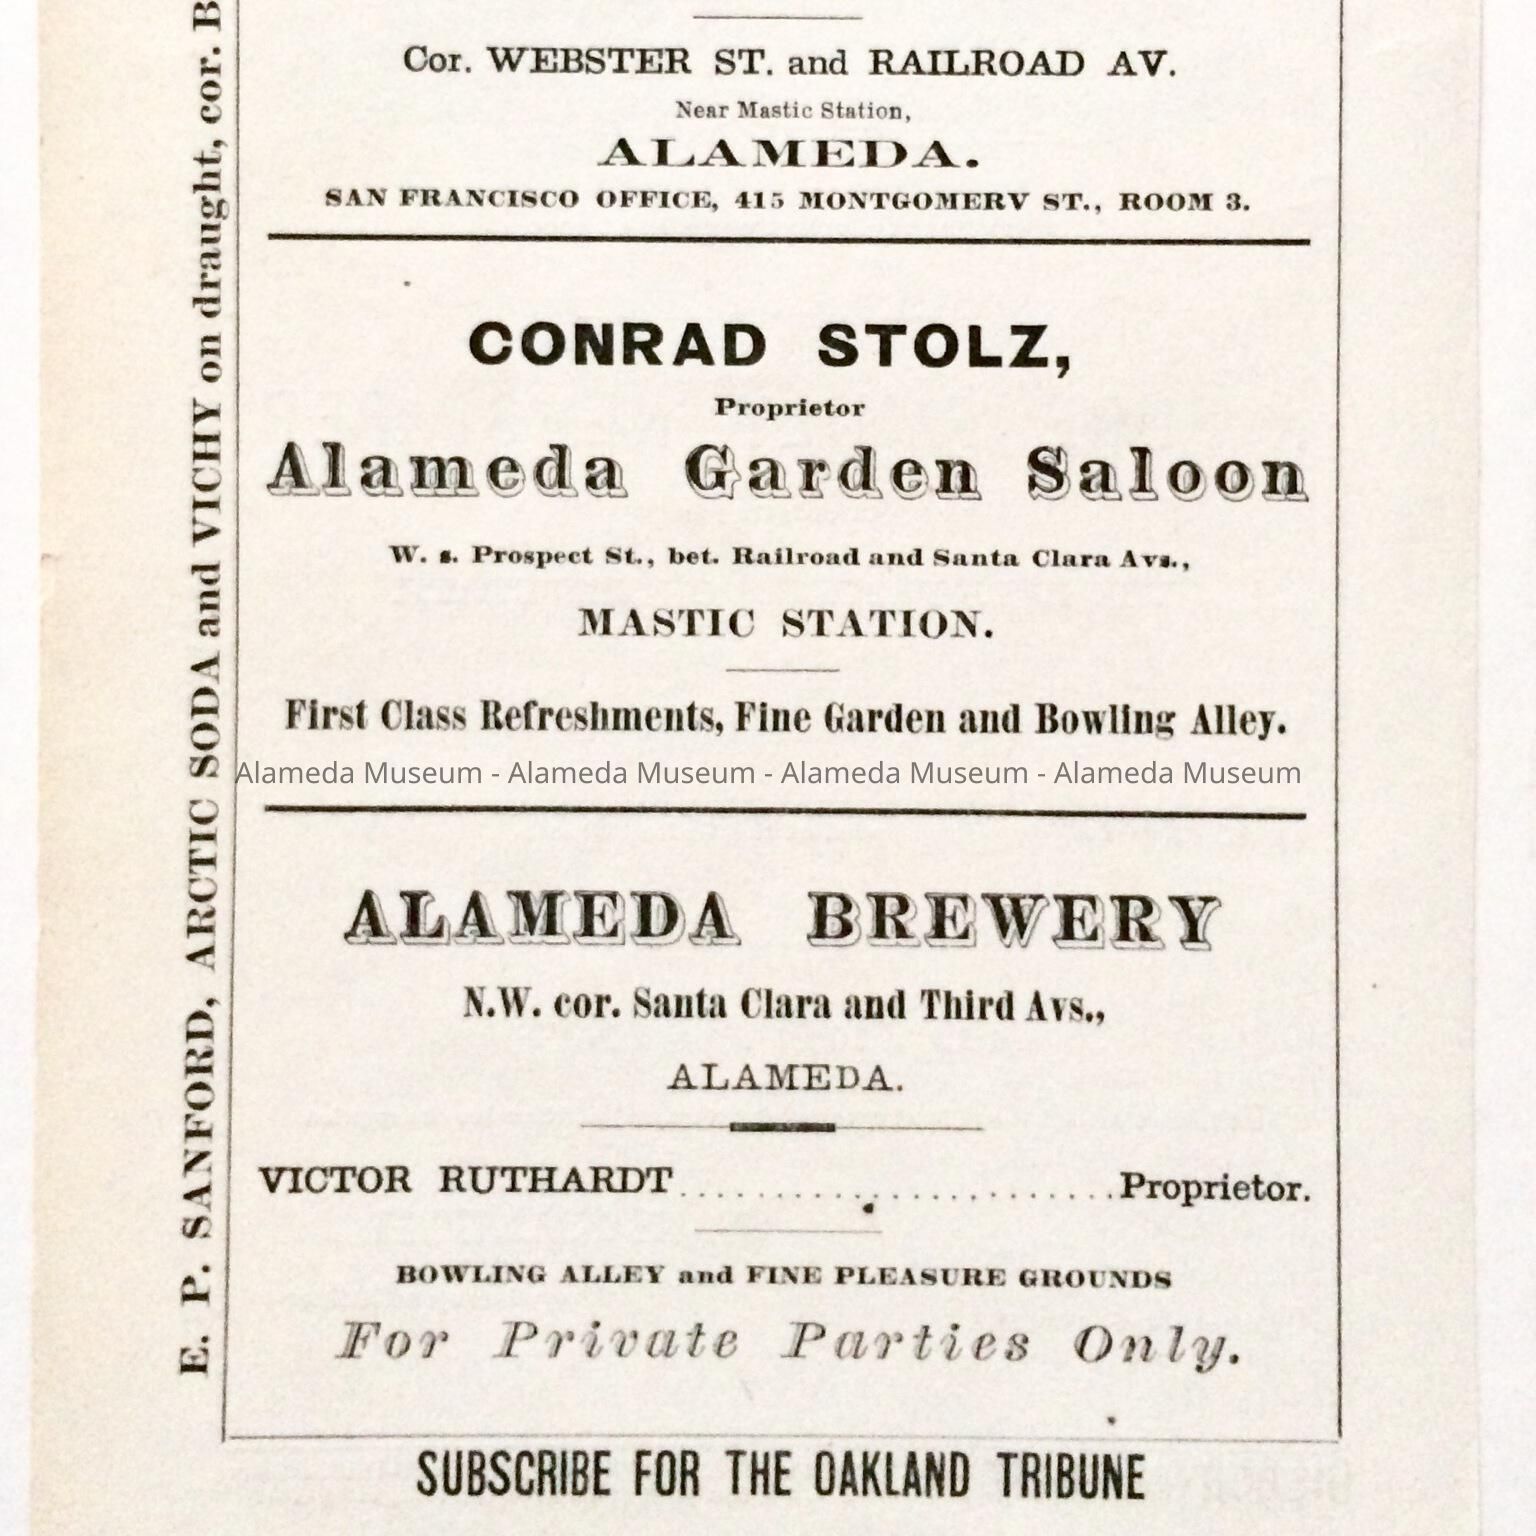 Cor. WEBSTER ST. and RAILROAD AV.
Near Mastic Station,
ALAMEDA.
SAN FRANCISCO OFFICE, 415 MONTGOMERY ST., ROOM 3.
CONRAD STOLZ,
Proprietor
Alameda Garden Saloon
W. s. Prospect St., bet. Railroad and Santa Clara Avs.,
MASTIC STATION.
First Class Refreshments, Fine Garden and Bowling Alley.
Alameda Museum - Alameda Museum - Alameda Museum - Alameda Museum
ALAMEDA BREWERY
N.W. cor. Santa Clara and Third Avs.,
ALAMEDA.
VICTOR RUTHARDT.......................Proprietor.
BOWLING ALLEY and FINE PLEASURE GROUNDS
For Private Parties Only.
SUBSCRIBE FOR THE OAKLAND TRIBUNE
E. P. SANFORD, ARCTIC SODA and VICHY on draught, cor. B